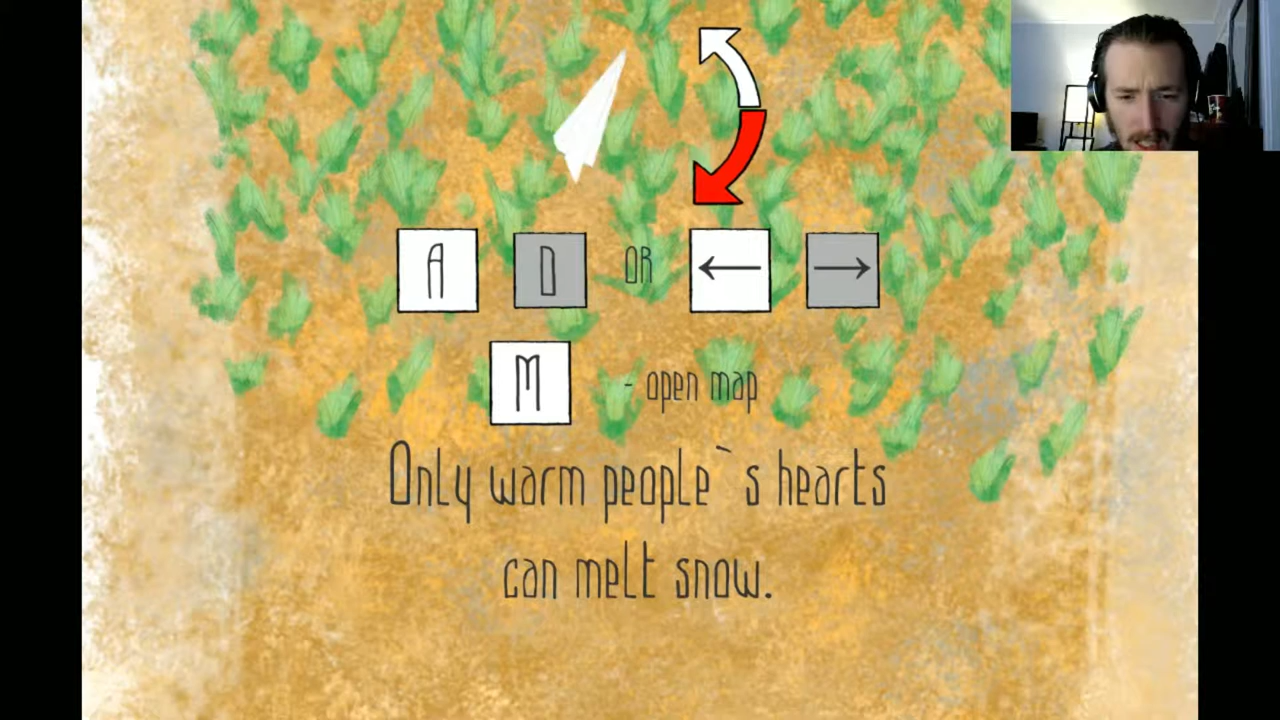 A D OR ← →
M - open map
Only warm people`s hearts
can melt snow.